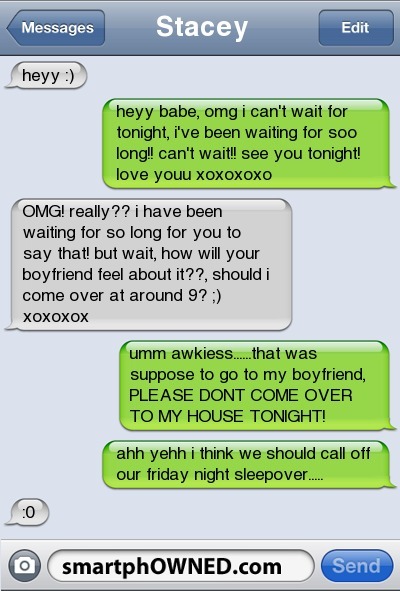 Messages
Stacey
Edit
heyy :)
heyy babe, omg i can't wait for
tonight, i've been waiting for soo
long!! can't wait!! see you tonight!
love youu xoxoxoxo
OMG! really?? i have been
waiting for so long for you to
say that! but wait, how will your
boyfriend feel about it??, should i
come over at around 9? ;)
xoxoxox
umm awkiess......that was
suppose to go to my boyfriend,
PLEASE DONT COME OVER
TO MY HOUSE TONIGHT!
ahh yehh i think we should call off
our friday night sleepover.....
:O
smartphOWNED.com
Send